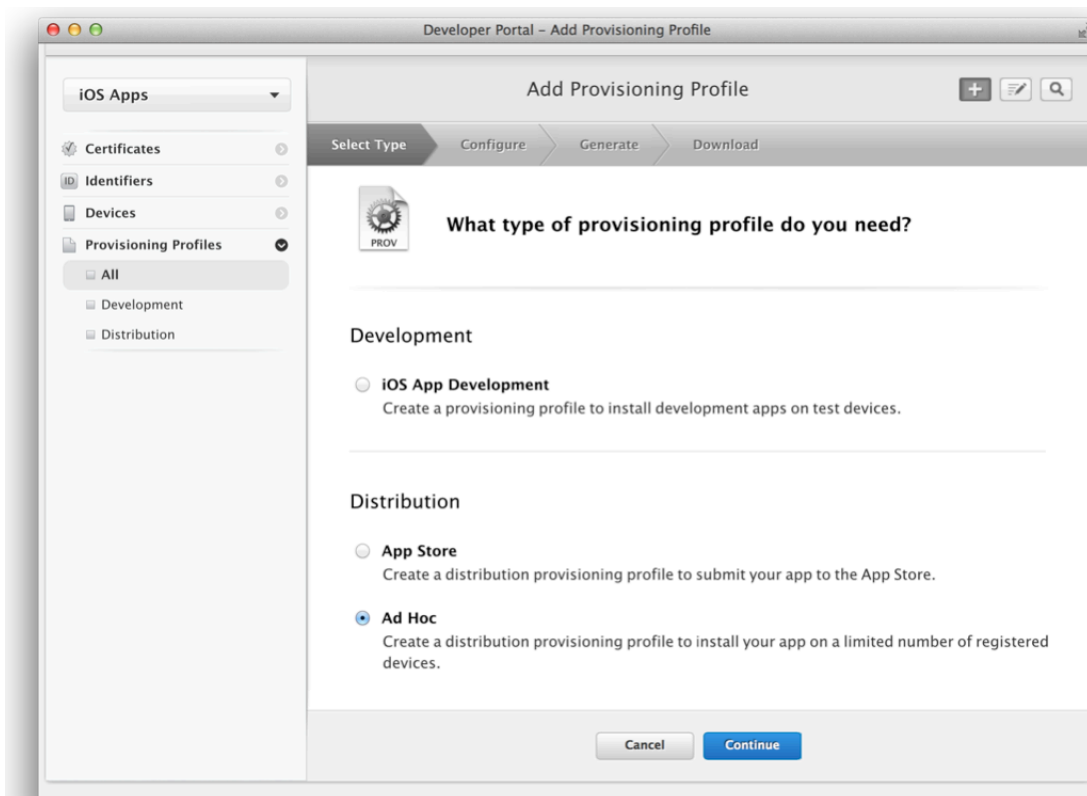 Developer Portal – Add Provisioning Profile
iOS Apps
Certificates
ID Identifiers
Devices
Provisioning Profiles
All
Development
Distribution
Add Provisioning Profile
Select Type
Configure
Generate
Download
PROV
What type of provisioning profile do you need?
Development
iOS App Development
Create a provisioning profile to install development apps on test devices.
Distribution
App Store
Create a distribution provisioning profile to submit your app to the App Store.
Ad Hoc
Create a distribution provisioning profile to install your app on a limited number of registered
devices.
Cancel
Continue